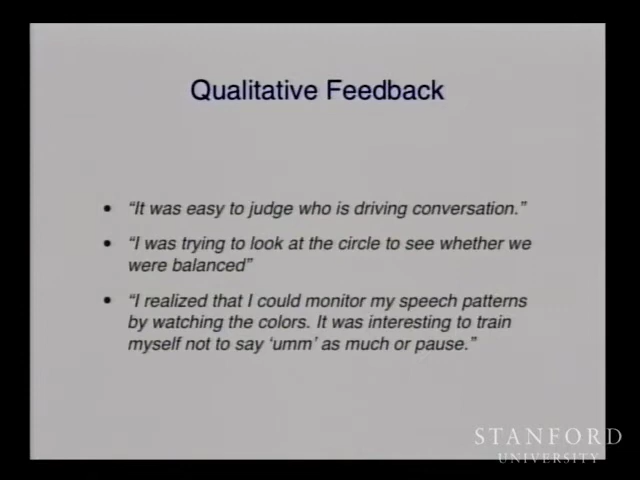 Qualitative Feedback
• “It was easy to judge who is driving conversation.”
• “I was trying to look at the circle to see whether we
were balanced”
• “I realized that I could monitor my speech patterns
by watching the colors. It was interesting to train
myself not to say ‘umm’ as much or pause.”
STANFORD
UNIVERSITY